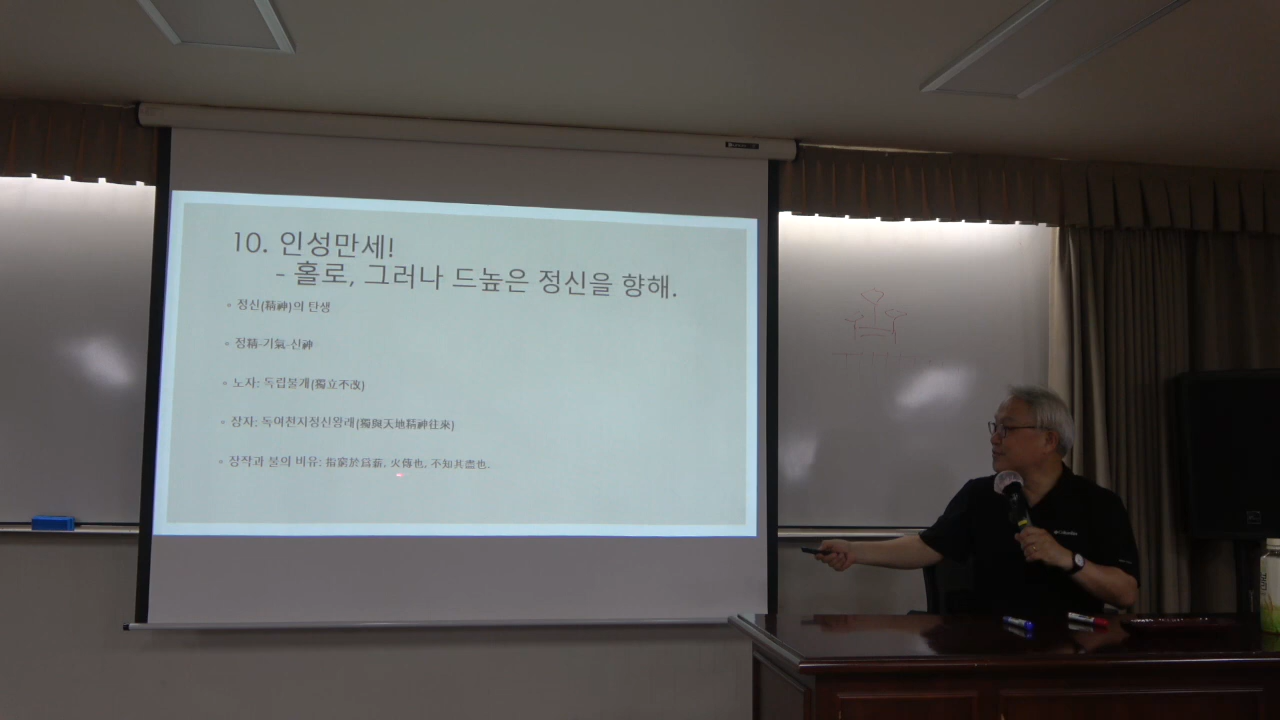 10. 인성만세!
- 홀로, 그러나 드높은 정신을 향해.
정신(精神)의 탄생
정精-기氣-신神
노자: 독립불개(獨立不改)
장자: 독여천지정신왕래(獨與天地精神往來)
장작과 불의 비유: 指窮於爲薪, 火傳也, 不知其盡也.